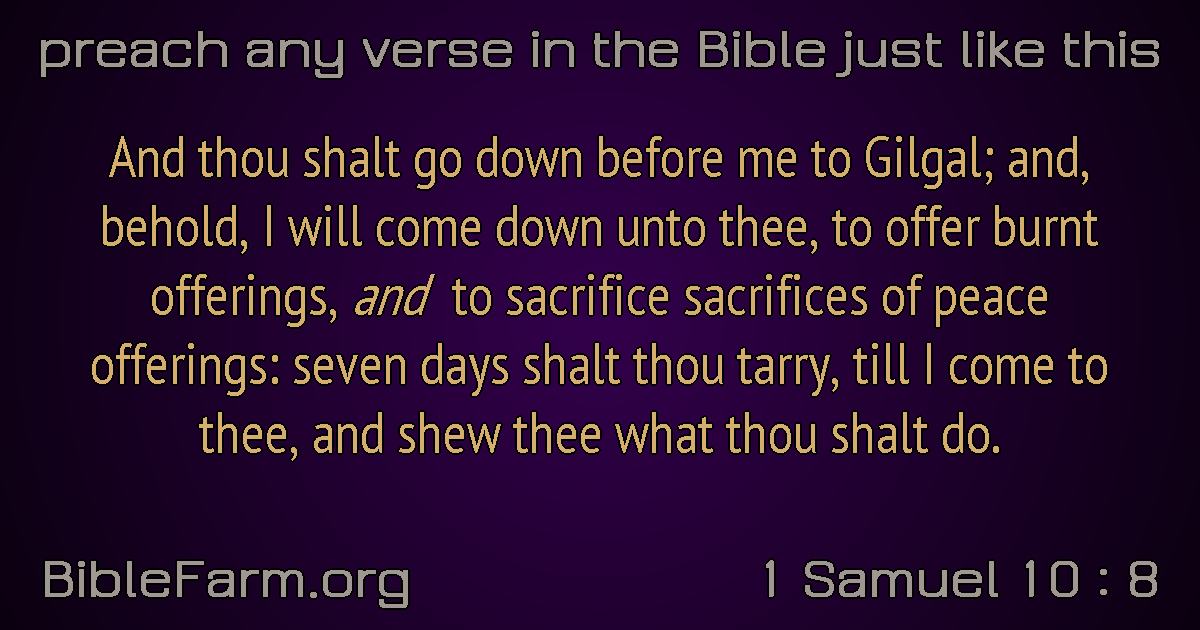 preach any verse in the Bible just like this
And thou shalt go down before me to Gilgal; and,
behold, I will come down unto thee, to offer burnt
offerings, and to sacrifice sacrifices of peace
offerings: seven days shalt thou tarry, till I come to
thee, and shew thee what thou shalt do.
BibleFarm.org
1 Samuel 10 : 8